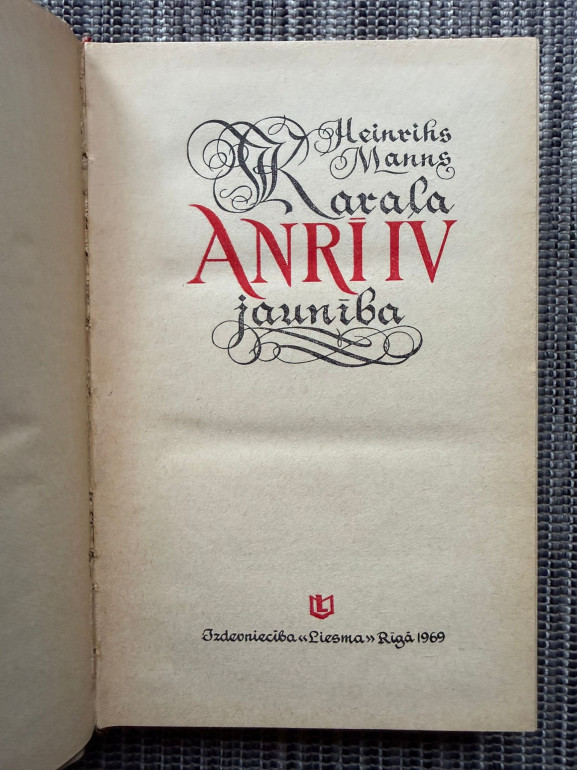 Heinrihs
Manns
Karaļa
ANRĪ IV
jaunība
L
Izdevniecība «Liesma» Rīgā 1969